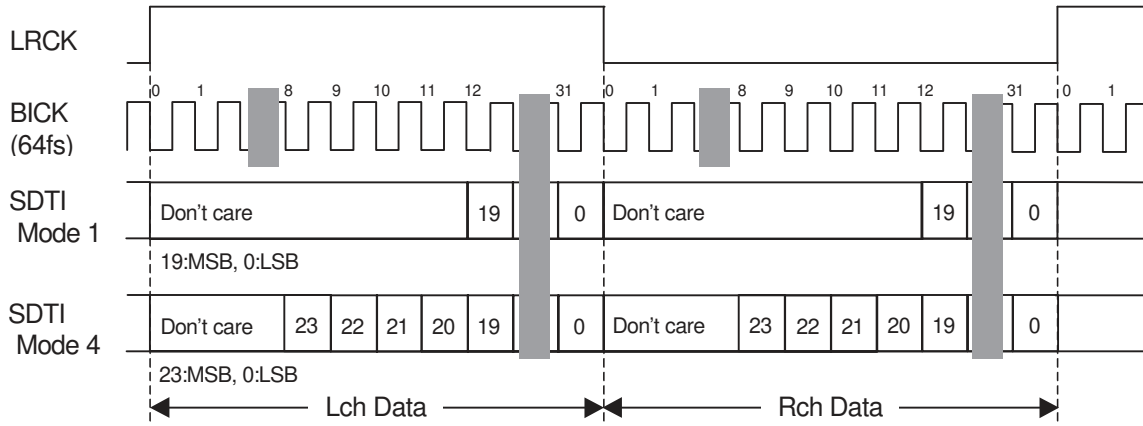 LRCK
0 1 8 9 10 11 12 31 0 1 8 9 10 11 12 31 0 1
BICK
(64fs)
SDTI
Mode 1
Don't care 19 0 Don't care 19 0
19:MSB, 0:LSB
SDTI
Mode 4
Don't care 23 22 21 20 19 0 Don't care 23 22 21 20 19 0
23:MSB, 0:LSB
Lch Data Rch Data